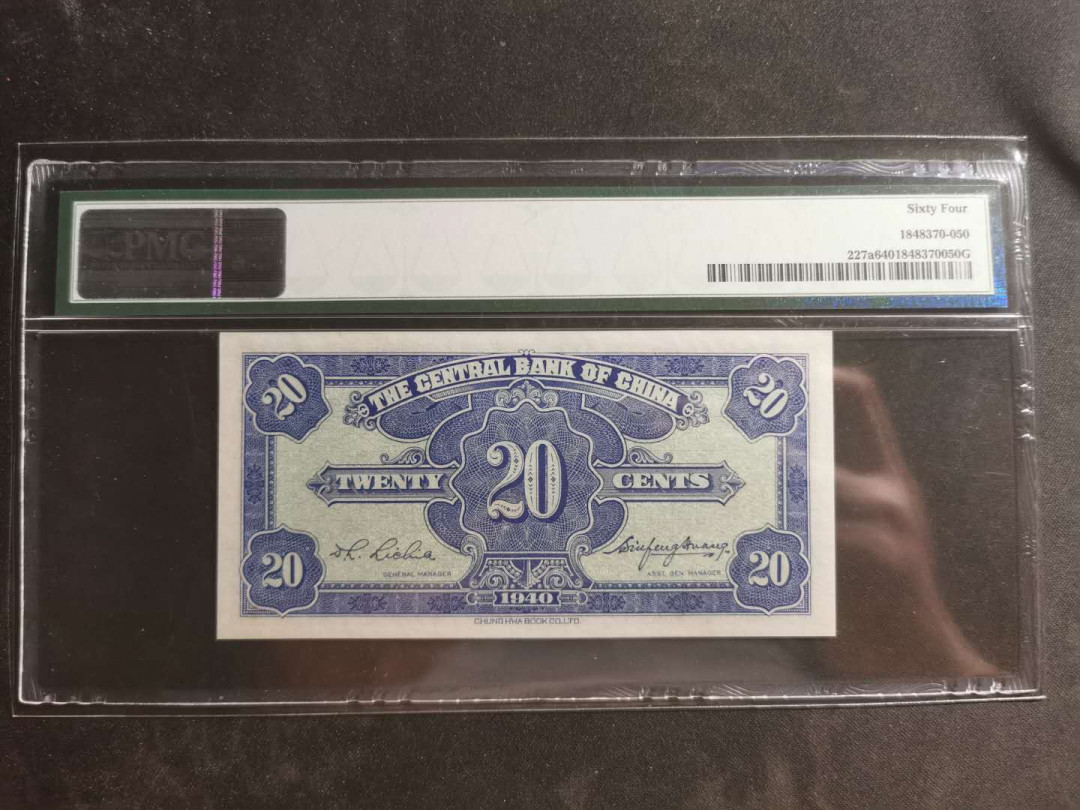 PMG
Sixty Four
1848370-050
227a6401848370050G
20
THE CENTRAL BANK OF CHINA
20
TWENTY
20
CENTS
20
GENERAL MANAGER
ASST. GEN. MANAGER
20
1940
CHUNG HWA BOOK CO., LTD.